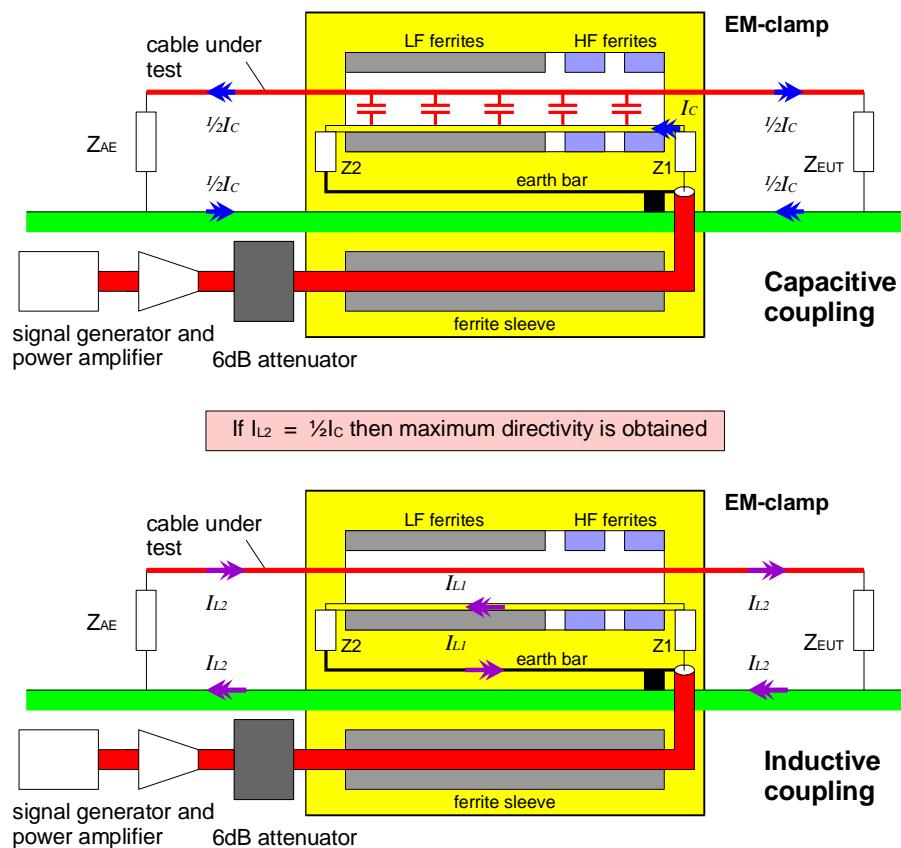 EM-clamp
LF ferrites
HF ferrites
cable under
test
½IC
IC
½IC
ZAE
Z2
Z1
ZEUT
earth bar
½IC
½IC
Capacitive
coupling
ferrite sleeve
signal generator and
power amplifier
6dB attenuator
If IL2 = ½IC then maximum directivity is obtained
EM-clamp
LF ferrites
HF ferrites
cable under
test
IL2
IL1
IL2
ZAE
Z2
IL1
Z1
ZEUT
earth bar
IL2
IL2
Inductive
coupling
ferrite sleeve
signal generator and
power amplifier
6dB attenuator